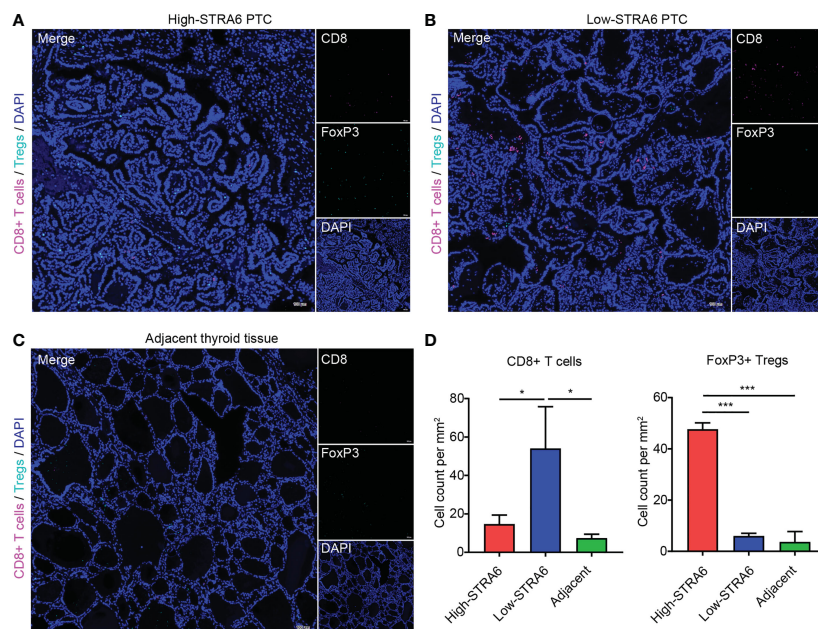 A
High-STRA6 PTC
Merge
CD8
FoxP3
DAPI
CD8+ T cells / Tregs / DAPI
B
Low-STRA6 PTC
Merge
CD8
FoxP3
DAPI
CD8+ T cells / Tregs / DAPI
C
Adjacent thyroid tissue
Merge
CD8
FoxP3
DAPI
CD8+ T cells / Tregs / DAPI
D
CD8+ T cells
Cell count per mm²
80
60
40
20
0
*
*
High-STRA6
Low-STRA6
Adjacent
FoxP3+ Tregs
Cell count per mm²
60
40
20
0
***
***
High-STRA6
Low-STRA6
Adjacent